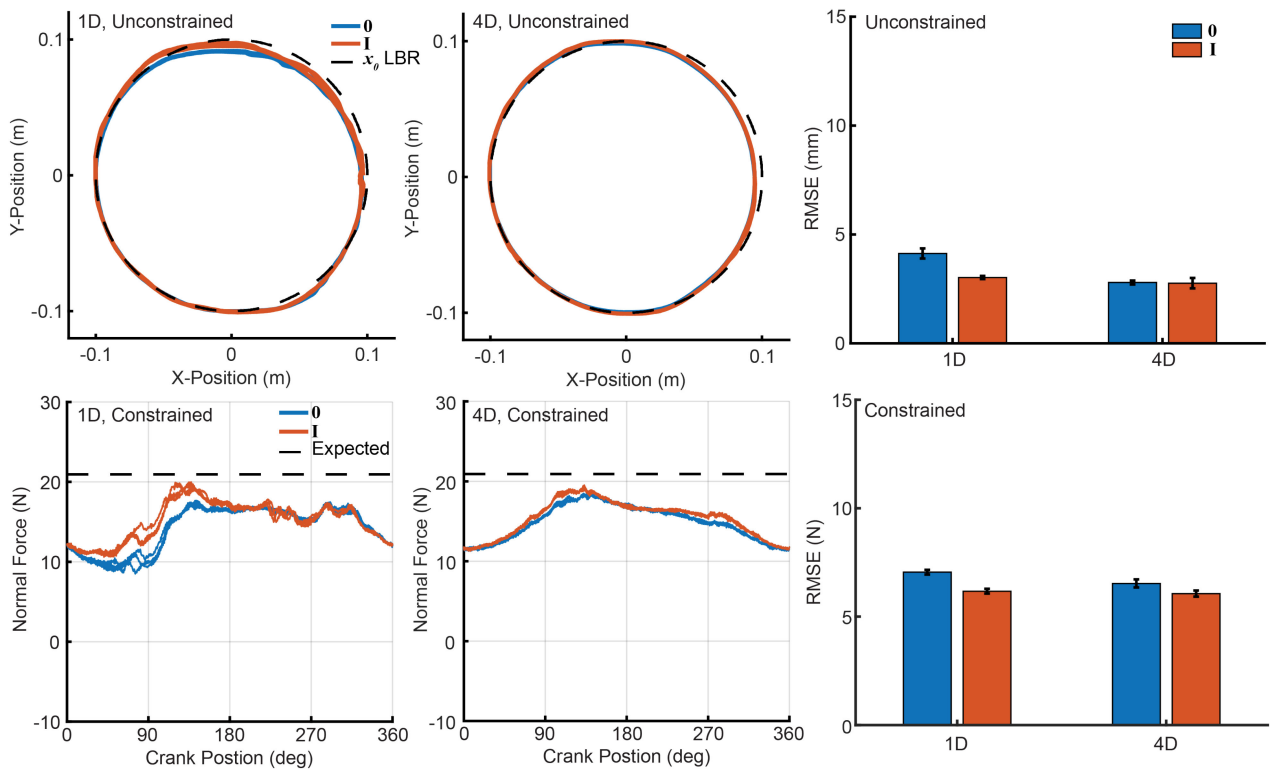 1D, Unconstrained
0
I
x₀ LBR
0.1
0
-0.1
Y-Position (m)
-0.1
0
0.1
X-Position (m)
4D, Unconstrained
0.1
0
-0.1
Y-Position (m)
-0.1
0
0.1
X-Position (m)
Unconstrained
0
I
15
10
5
0
RMSE (mm)
1D
4D
1D, Constrained
0
I
Expected
30
20
10
0
-10
Normal Force (N)
0
90
180
270
360
Crank Postion (deg)
4D, Constrained
30
20
10
0
-10
Normal Force (N)
0
90
180
270
360
Crank Postion (deg)
Constrained
15
10
5
0
RMSE (N)
1D
4D